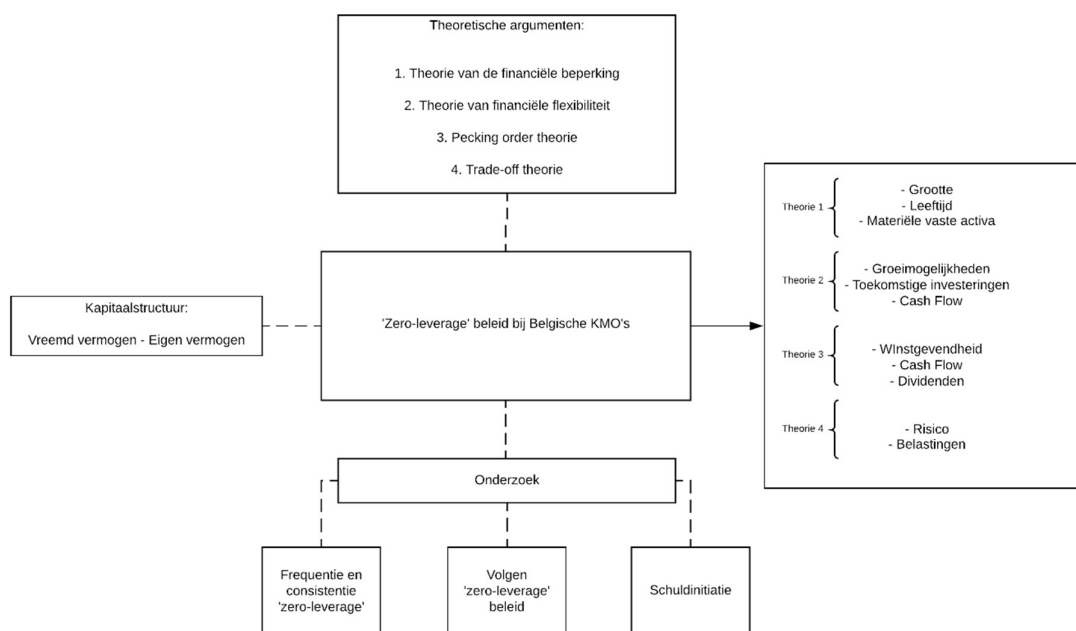 Theoretische argumenten:
1. Theorie van de financiële beperking
2. Theorie van financiële flexibiliteit
3. Pecking order theorie
4. Trade-off theorie
Kapitaalstructuur:
Vreemd vermogen - Eigen vermogen
'Zero-leverage' beleid bij Belgische KMO's
Theorie 1
- Grootte
- Leeftijd
- Materiële vaste activa
Theorie 2
- Groeimogelijkheden
- Toekomstige investeringen
- Cash Flow
Theorie 3
- WInstgevendheid
- Cash Flow
- Dividenden
Theorie 4
- Risico
- Belastingen
Onderzoek
Frequentie en
consistentie
'zero-leverage'
Volgen
'zero-leverage'
beleid
Schuldinitiatie